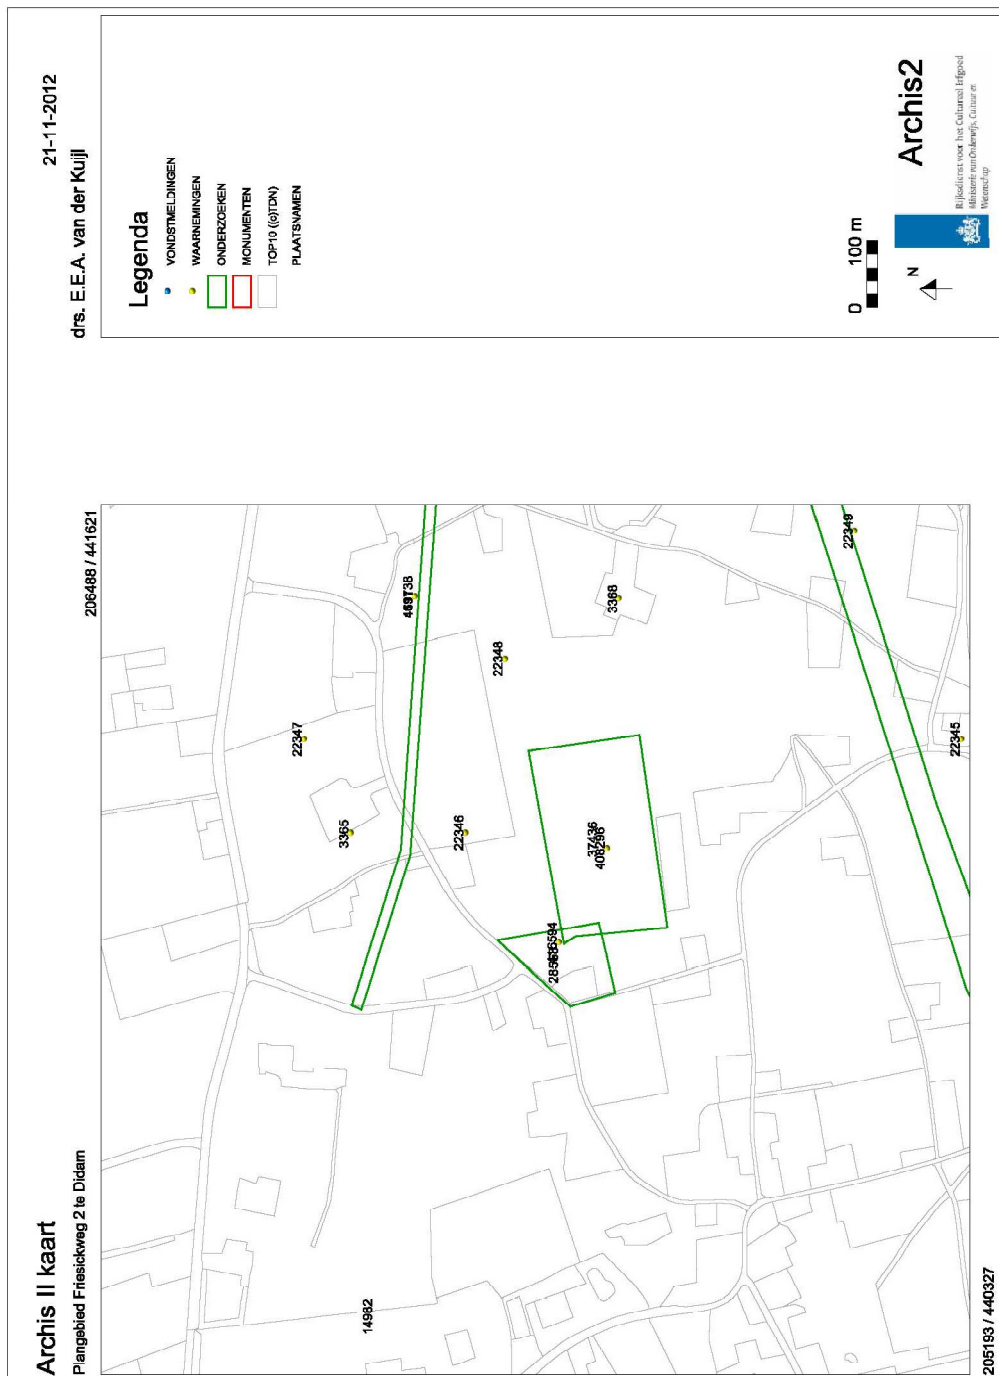 Archis II kaart
Plangebied Friesickweg 2 te Didam
21-11-2012
drs. E.E.A. van der Kuijl
206488 / 441621
Legenda
VONDSTMELDINGEN
WAARNEMINGEN
ONDERZOEKEN
MONUMENTEN
TOP10 ((c)TDN)
PLAATSNAMEN
14982
3365
22347
22346
22348
3368
37436
408296
22349
22345
205193 / 440327
0 100 m
N
Archis2
Rijksdienst voor het Cultureel Erfgoed
Ministerie van Onderwijs, Cultuur en
Wetenschap